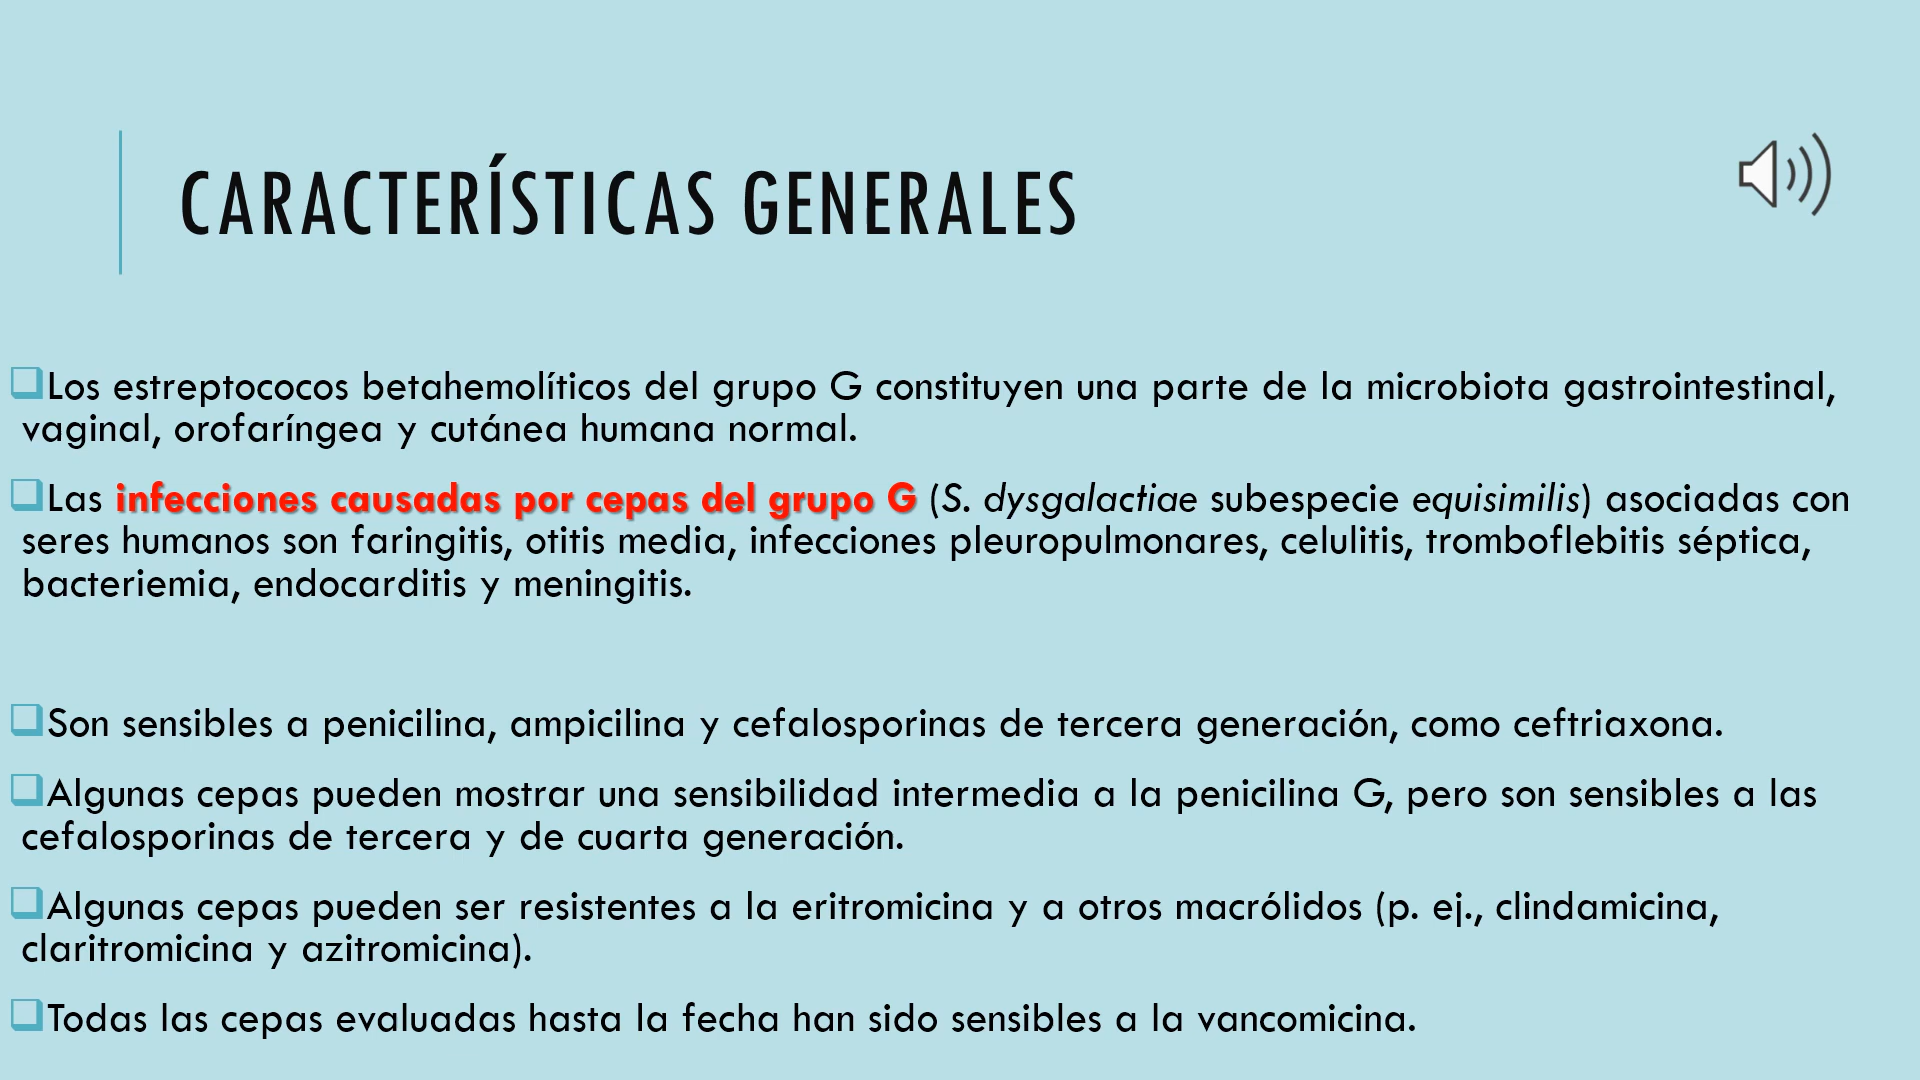 CARACTERÍSTICAS GENERALES
Los estreptococos betahemolíticos del grupo G constituyen una parte de la microbiota gastrointestinal,
vaginal, orofaríngea y cutánea humana normal.
Las infecciones causadas por cepas del grupo G (S. dysgalactiae subespecie equisimilis) asociadas con
seres humanos son faringitis, otitis media, infecciones pleuropulmonares, celulitis, tromboflebitis séptica,
bacteriemia, endocarditis y meningitis.
Son sensibles a penicilina, ampicilina y cefalosporinas de tercera generación, como ceftriaxona.
Algunas cepas pueden mostrar una sensibilidad intermedia a la penicilina G, pero son sensibles a las
cefalosporinas de tercera y de cuarta generación.
Algunas cepas pueden ser resistentes a la eritromicina y a otros macrólidos (p. ej., clindamicina,
claritromicina y azitromicina).
Todas las cepas evaluadas hasta la fecha han sido sensibles a la vancomicina.